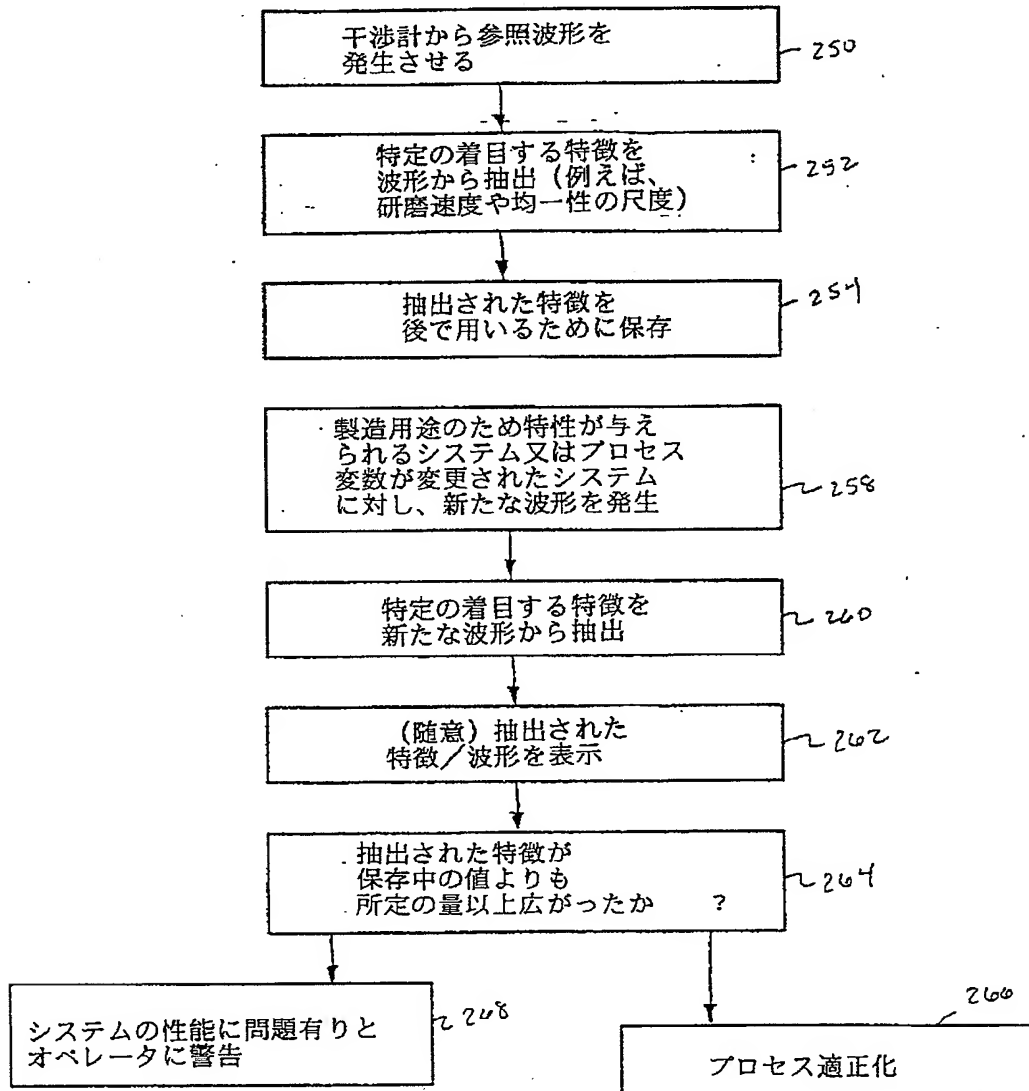 干渉計から参照波形を
発生させる
250
特定の着目する特徴を
波形から抽出（例えば、
研磨速度や均一性の尺度）
252
抽出された特徴を
後で用いるために保存
254
製造用途のため特性が与え
られるシステム又はプロセス
変数が変更されたシステム
に対し、新たな波形を発生
258
特定の着目する特徴を
新たな波形から抽出
260
（随意）抽出された
特徴／波形を表示
262
抽出された特徴が
保存中の値よりも
所定の量以上広がったか ?
264
システムの性能に問題有りと
オペレータに警告
268
プロセス適正化
266